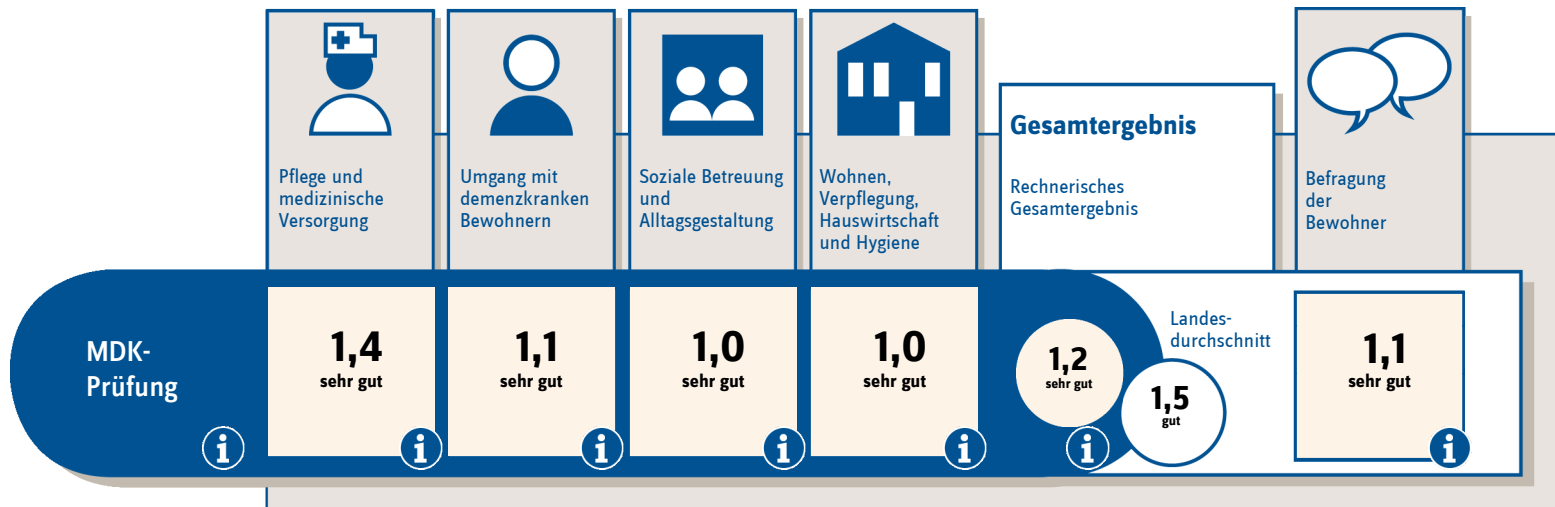 Pflege und
medizinische
Versorgung
Umgang mit
demenzkranken
Bewohnern
Soziale Betreuung
und
Alltagsgestaltung
Wohnen,
Verpflegung,
Hauswirtschaft
und Hygiene
Gesamtergebnis
Rechnerisches
Gesamtergebnis
Befragung
der
Bewohner
MDK-
Prüfung
i
1,4
sehr gut
i
1,1
sehr gut
i
1,0
sehr gut
i
1,0
sehr gut
i
1,2
sehr gut
i
Landes-
durchschnitt
1,5
gut
1,1
sehr gut
i